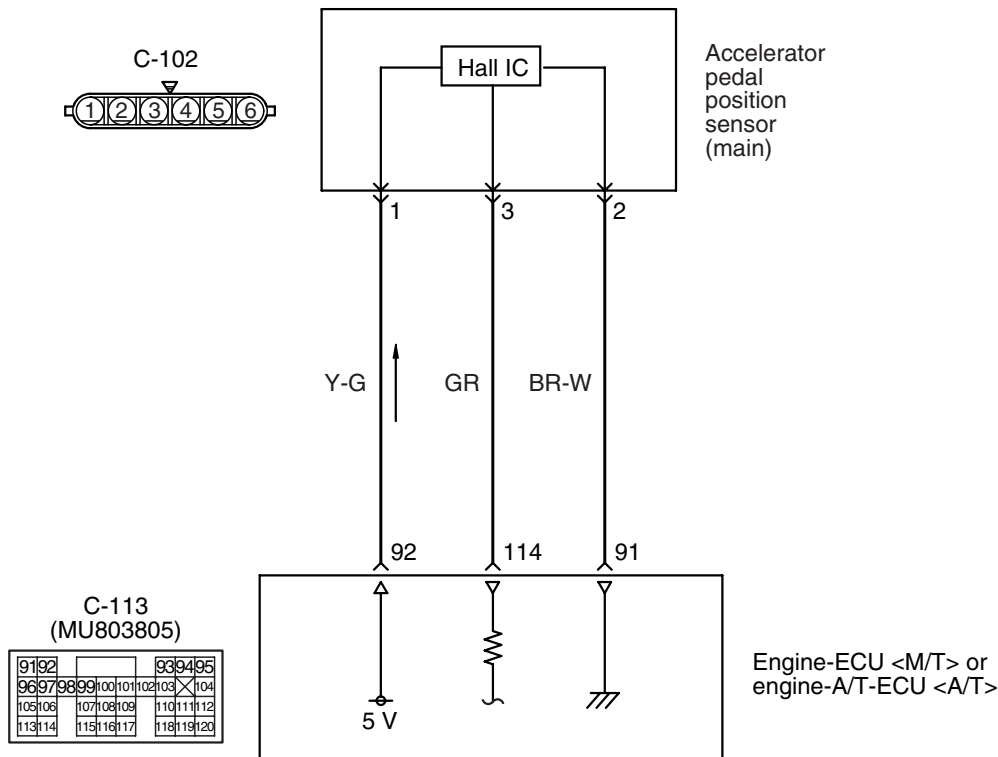 C-102
1 2 3 4 5 6
Hall IC
Accelerator
pedal
position
sensor
(main)
1 3 2
Y-G GR BR-W
92 114 91
C-113
(MU803805)
91 92 93 94 95
96 97 98 99 100 101 102 103 104
105 106 107 108 109 110 111 112
113 114 115 116 117 118 119 120
5 V
Engine-ECU <M/T> or
engine-A/T-ECU <A/T>